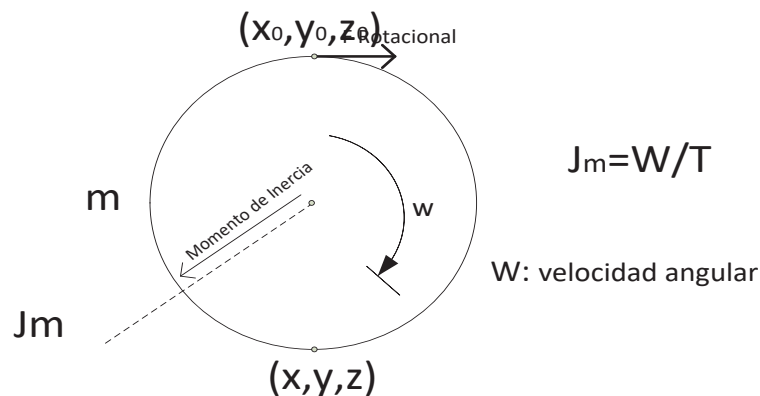 (x₀,y₀,z₀)
F Rotacional
Jm=W/T
Momento de Inercia
m
w
W: velocidad angular
Jm
(x,y,z)